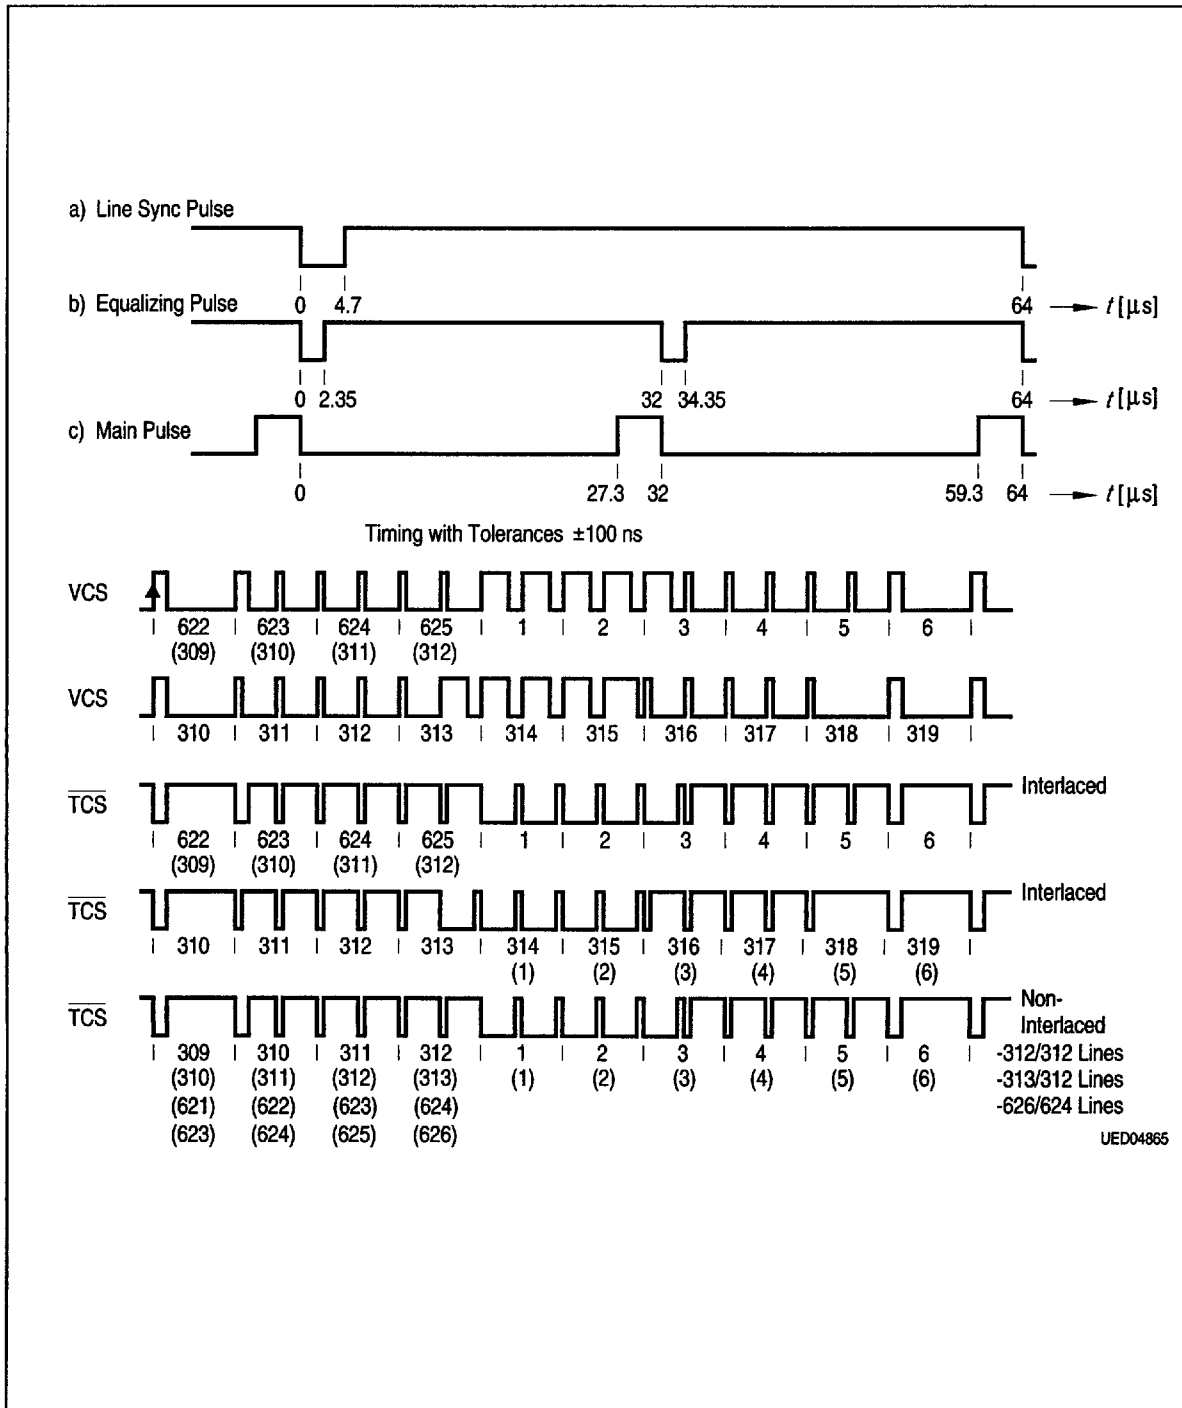 a) Line Sync Pulse
0 4.7 64 t [µs]
b) Equalizing Pulse
0 2.35 32 34.35 64 t [µs]
c) Main Pulse
0 27.3 32 59.3 64 t [µs]
Timing with Tolerances ±100 ns
VCS
622 623 624 625 1 2 3 4 5 6
(309) (310) (311) (312)
VCS
310 311 312 313 314 315 316 317 318 319
TCS Interlaced
622 623 624 625 1 2 3 4 5 6
(309) (310) (311) (312)
TCS Interlaced
310 311 312 313 314 315 316 317 318 319
(1) (2) (3) (4) (5) (6)
TCS Non-
Interlaced
309 310 311 312 1 2 3 4 5 6 -312/312 Lines
(310) (311) (312) (313) (1) (2) (3) (4) (5) (6) -313/312 Lines
(621) (622) (623) (624) -626/624 Lines
(623) (624) (625) (626)
UED04865